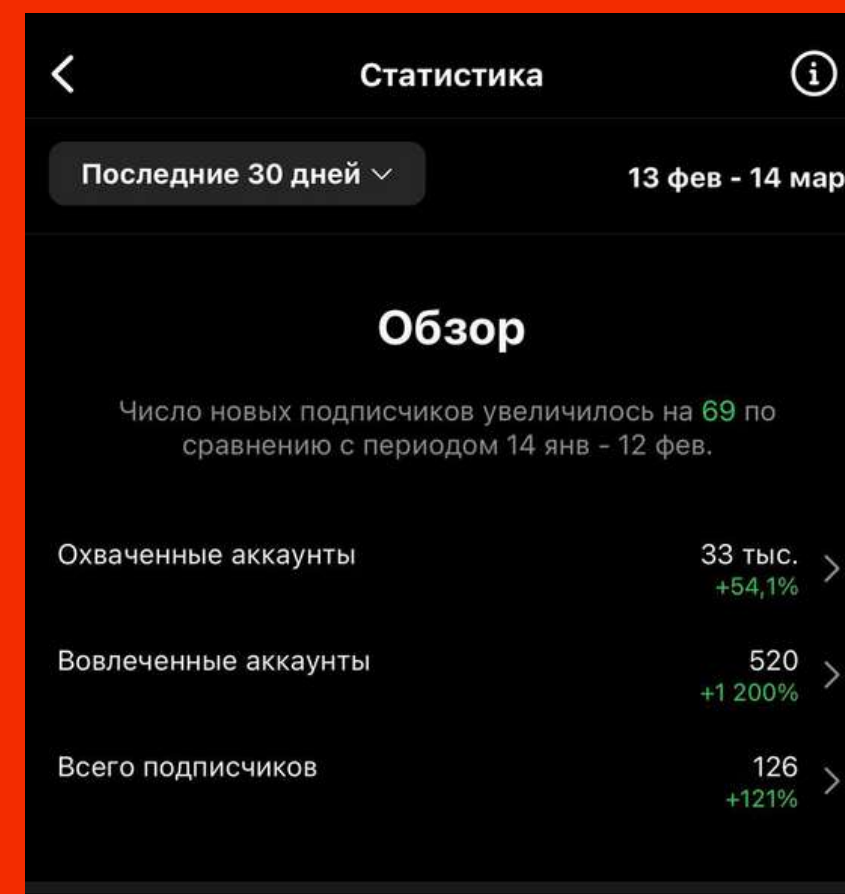 Статистика
Последние 30 дней
13 фев - 14 мар
Обзор
Число новых подписчиков увеличилось на 69 по
сравнению с периодом 14 янв - 12 фев.
Охваченные аккаунты
33 тыс.
+54,1%
Вовлеченные аккаунты
520
+1 200%
Всего подписчиков
126
+121%